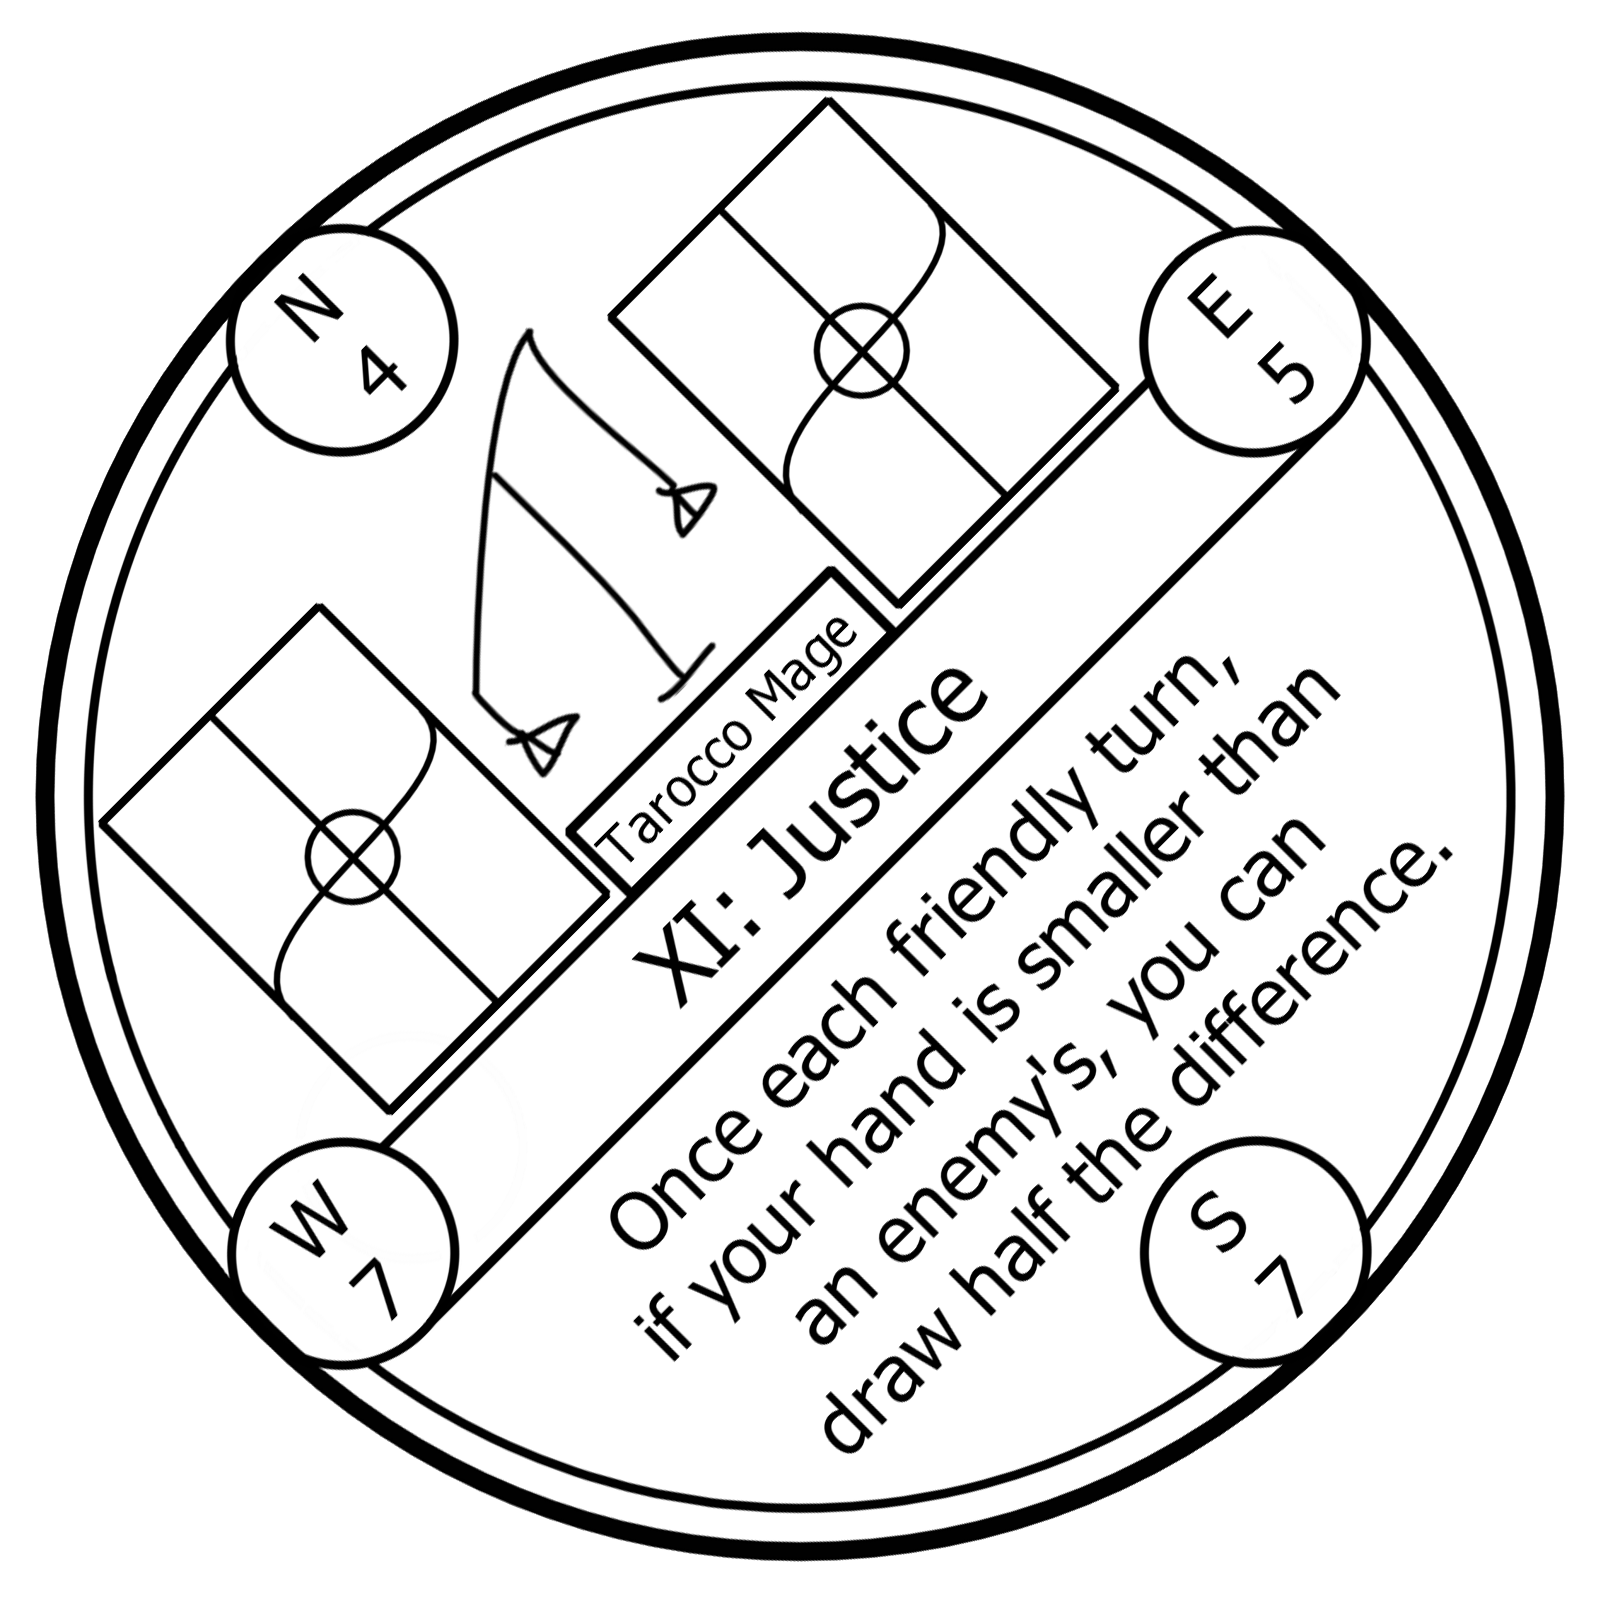 N
4
E
5
Tarocco Mage
XI: Justice
Once each friendly turn,
if your hand is smaller than
an enemy's, you can
draw half the difference.
W
7
S
7